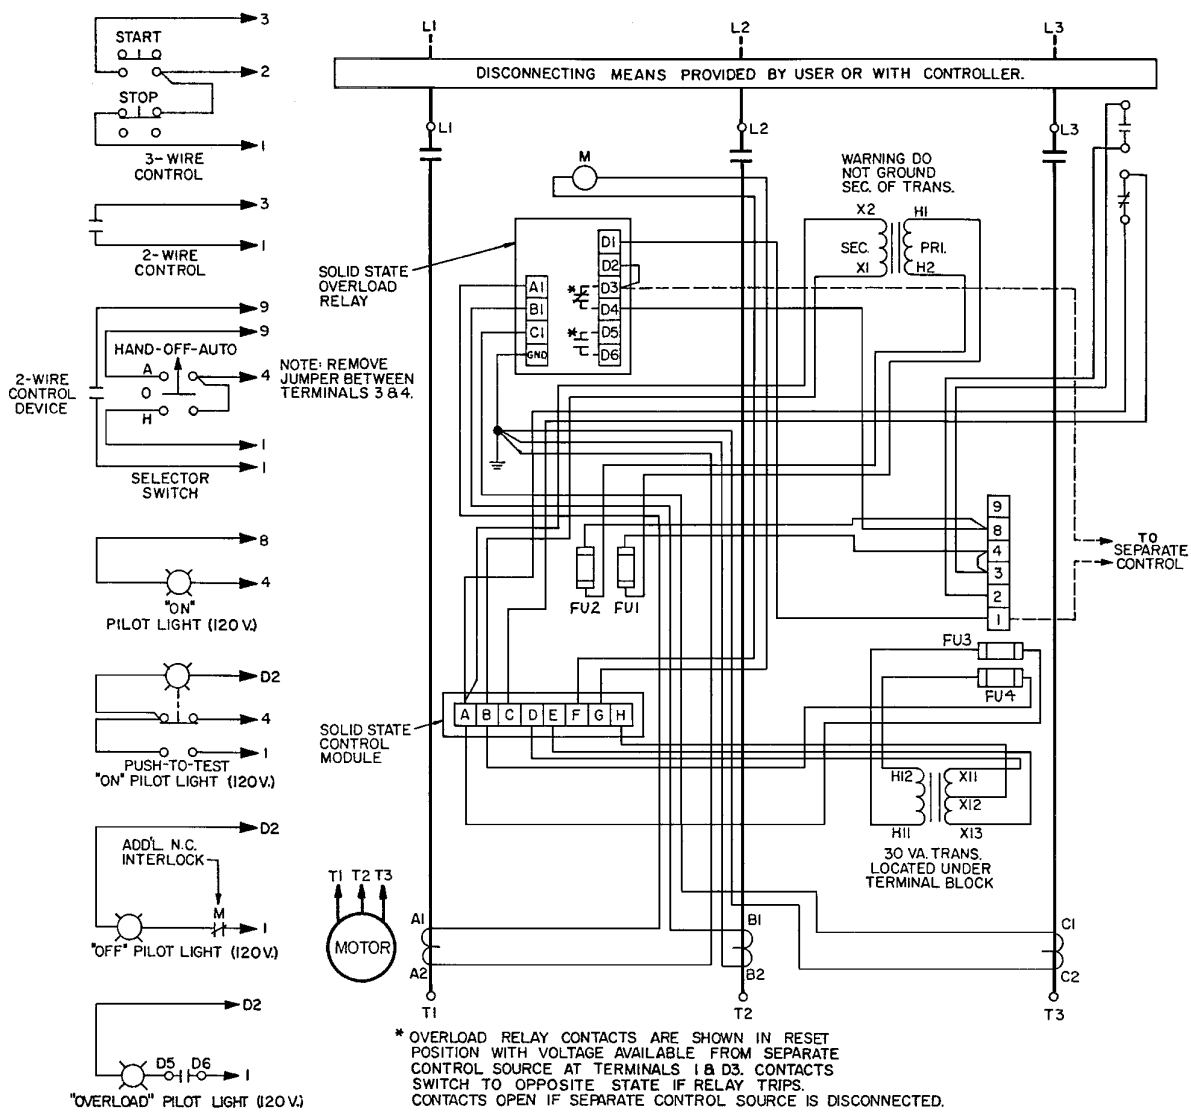 3
START
2
STOP
1
3-WIRE
CONTROL
3
1
2-WIRE
CONTROL
9
9
HAND-OFF-AUTO
A
4
O
H
2-WIRE
CONTROL
DEVICE
NOTE: REMOVE
JUMPER BETWEEN
TERMINALS 3 & 4.
1
1
SELECTOR
SWITCH
8
4
"ON"
PILOT LIGHT (120V.)
D2
4
1
PUSH-TO-TEST
"ON" PILOT LIGHT (120V.)
D2
ADD'L. N.C.
INTERLOCK
M
1
"OFF" PILOT LIGHT (120V.)
D2
D5 D6
1
"OVERLOAD" PILOT LIGHT (120V.)
L1 L2 L3
DISCONNECTING MEANS PROVIDED BY USER OR WITH CONTROLLER.
L1 L2 L3
M
WARNING DO
NOT GROUND
SEC. OF TRANS.
X2 H1
SEC. PRI.
X1 H2
SOLID STATE
OVERLOAD
RELAY
D1
D2
A1 * D3
B1 D4
C1 * D5
GND D6
9
8
4
3
2
1
TO
SEPARATE
CONTROL
FU2 FU1
FU3
FU4
A B C D E F G H
SOLID STATE
CONTROL
MODULE
H12 X11
X12
H11 X13
30 VA. TRANS.
LOCATED UNDER
TERMINAL BLOCK
T1 T2 T3
MOTOR
A1 B1 C1
A2 B2 C2
T1 T2 T3
* OVERLOAD RELAY CONTACTS ARE SHOWN IN RESET
POSITION WITH VOLTAGE AVAILABLE FROM SEPARATE
CONTROL SOURCE AT TERMINALS 1 & D3. CONTACTS
SWITCH TO OPPOSITE STATE IF RELAY TRIPS.
CONTACTS OPEN IF SEPARATE CONTROL SOURCE IS DISCONNECTED.